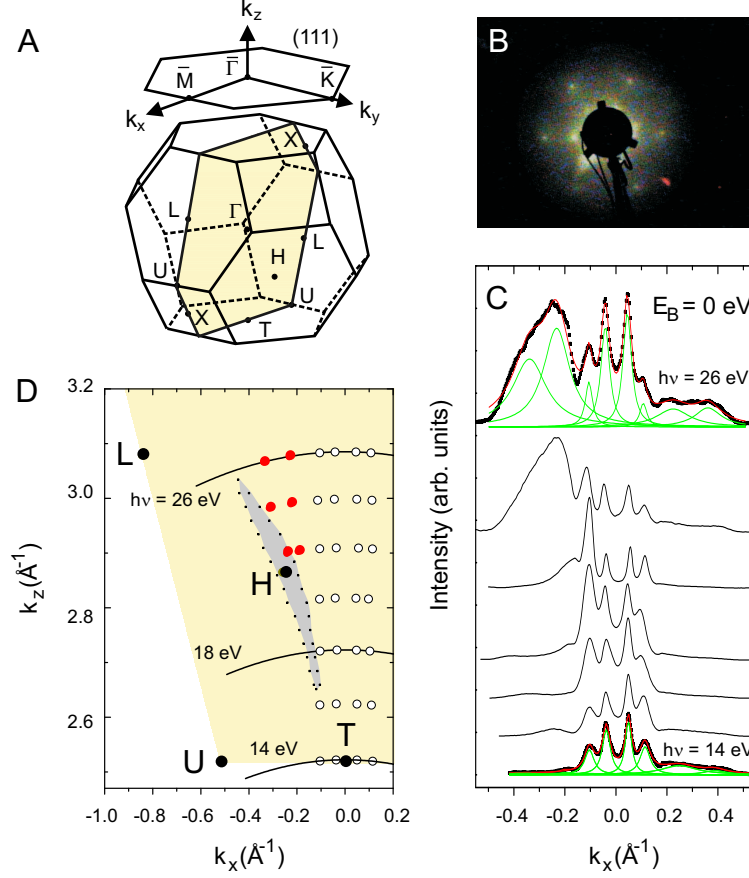 A
k_z
(111)
M̅
Γ̅
K̅
k_x
k_y
X
L
Γ
L
H
U
U
X
T
B
C
E_B = 0 eV
hν = 26 eV
Intensity (arb. units)
hν = 14 eV
-0.4 -0.2 0.0 0.2 0.4
k_x(Å⁻¹)
D
3.2
3.0
2.8
2.6
k_z(Å⁻¹)
L
hν = 26 eV
H
18 eV
14 eV
U
T
-1.0 -0.8 -0.6 -0.4 -0.2 0.0 0.2
k_x(Å⁻¹)